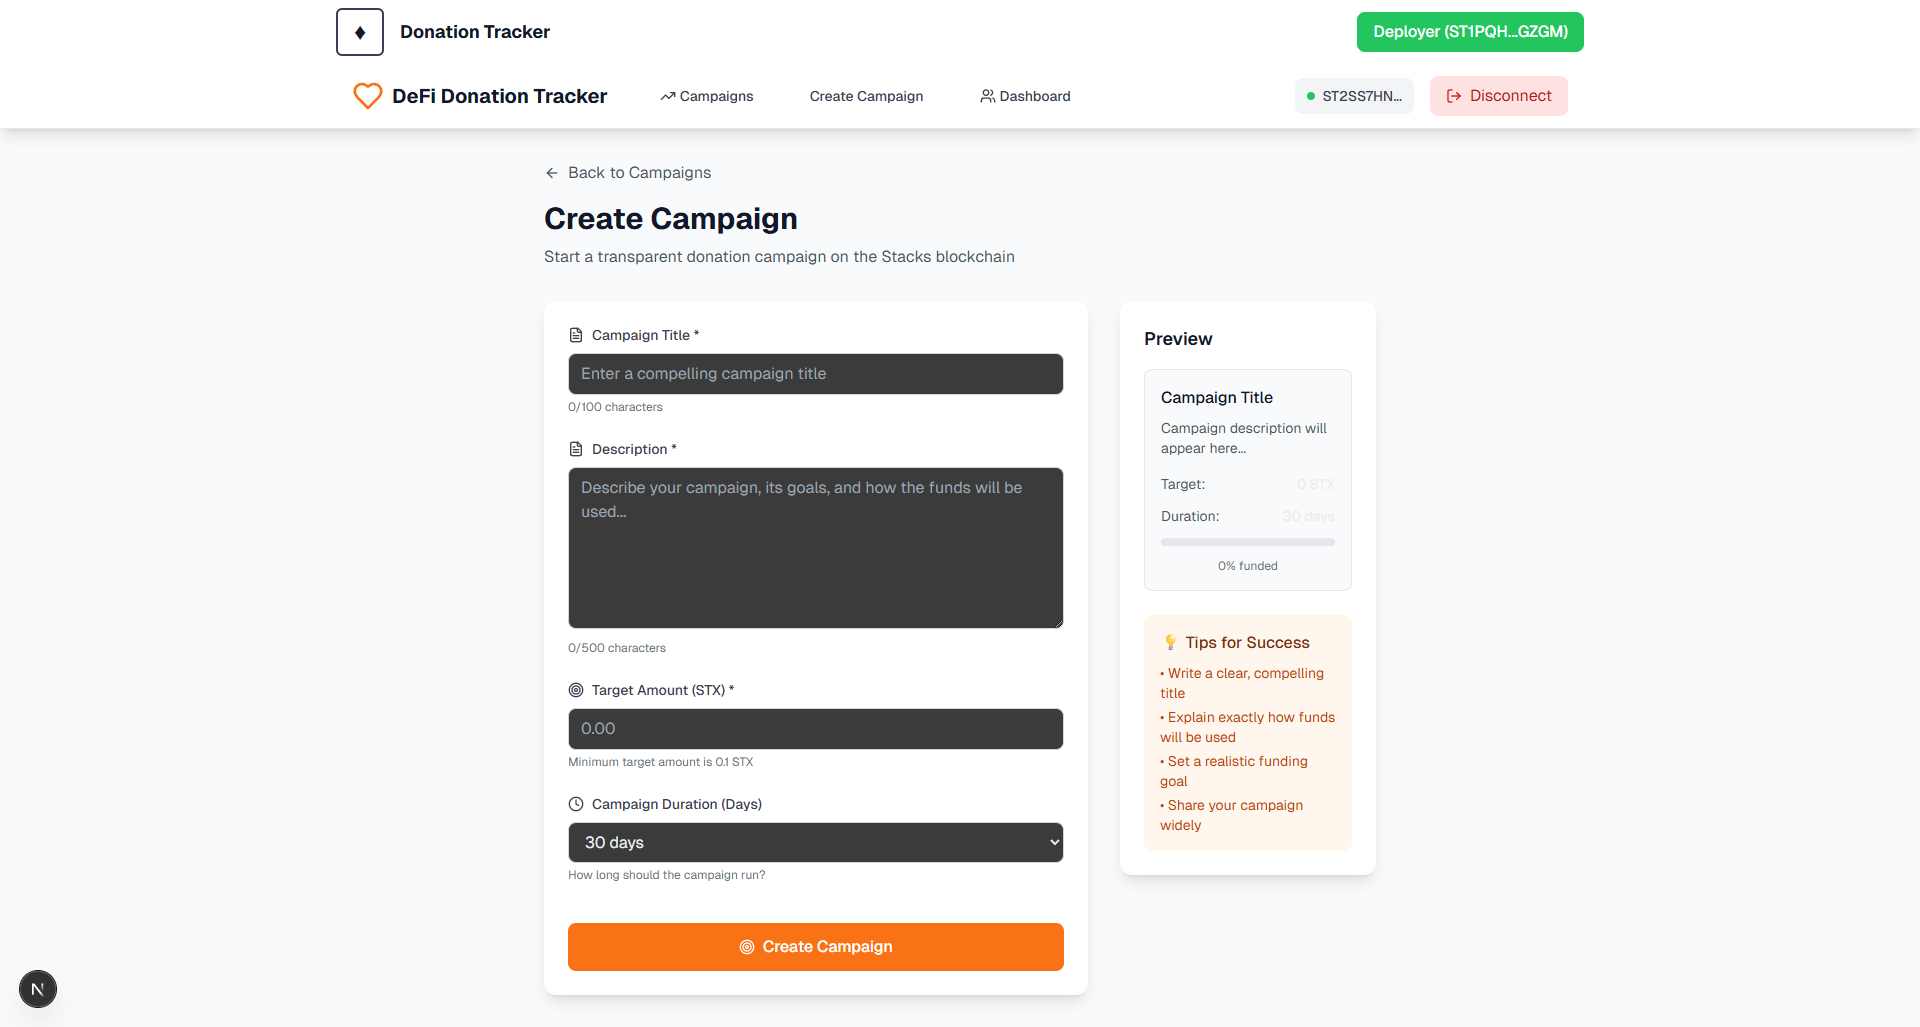 Donation Tracker
Deployer (ST1PQH...GZGM)
DeFi Donation Tracker
Campaigns
Create Campaign
Dashboard
ST2SS7HN...
Disconnect
Back to Campaigns
Create Campaign
Start a transparent donation campaign on the Stacks blockchain
Campaign Title *
Enter a compelling campaign title
0/100 characters
Description *
Describe your campaign, its goals, and how the funds will be
used...
0/500 characters
Target Amount (STX) *
0.00
Minimum target amount is 0.1 STX
Campaign Duration (Days)
30 days
How long should the campaign run?
Create Campaign
Preview
Campaign Title
Campaign description will
appear here...
Target: 0 STX
Duration: 30 days
0% funded
💡 Tips for Success
• Write a clear, compelling
title
• Explain exactly how funds
will be used
• Set a realistic funding
goal
• Share your campaign
widely
N